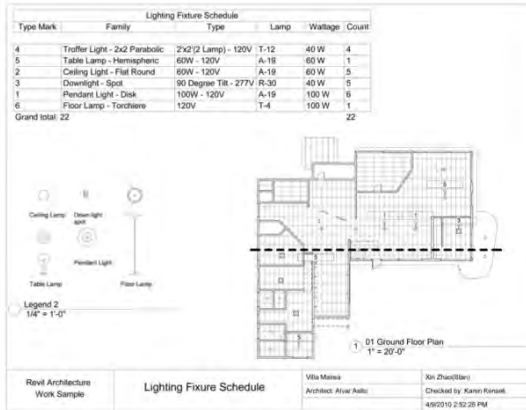 Lighting Fixture Schedule
Type Mark Family Type Lamp Wattage Count
4 Troffer Light - 2x2 Parabolic 2'x2'(2 Lamp) - 120V T-12 40 W 4
5 Table Lamp - Hemispheric 60W - 120V A-19 60 W 1
2 Ceiling Light - Flat Round 60W - 120V A-19 60 W 5
3 Downlight - Spot 90 Degree Tilt - 277V R-30 40 W 5
1 Pendant Light - Disk 100W - 120V A-19 100 W 6
6 Floor Lamp - Torchiere 120V T-4 100 W 1
Grand total: 22 22
Ceiling Lamp Down light
spot
Pendant Light
Table Lamp Floor Lamp
Legend 2
1/4" = 1'-0"
1 01 Ground Floor Plan
1" = 20'-0"
Revit Architecture
Work Sample
Lighting Fixure Schedule
Villa Mairea
Architect: Alvar Aalto
Checked by: Karen Kensek
4/9/2010 2:52:28 PM